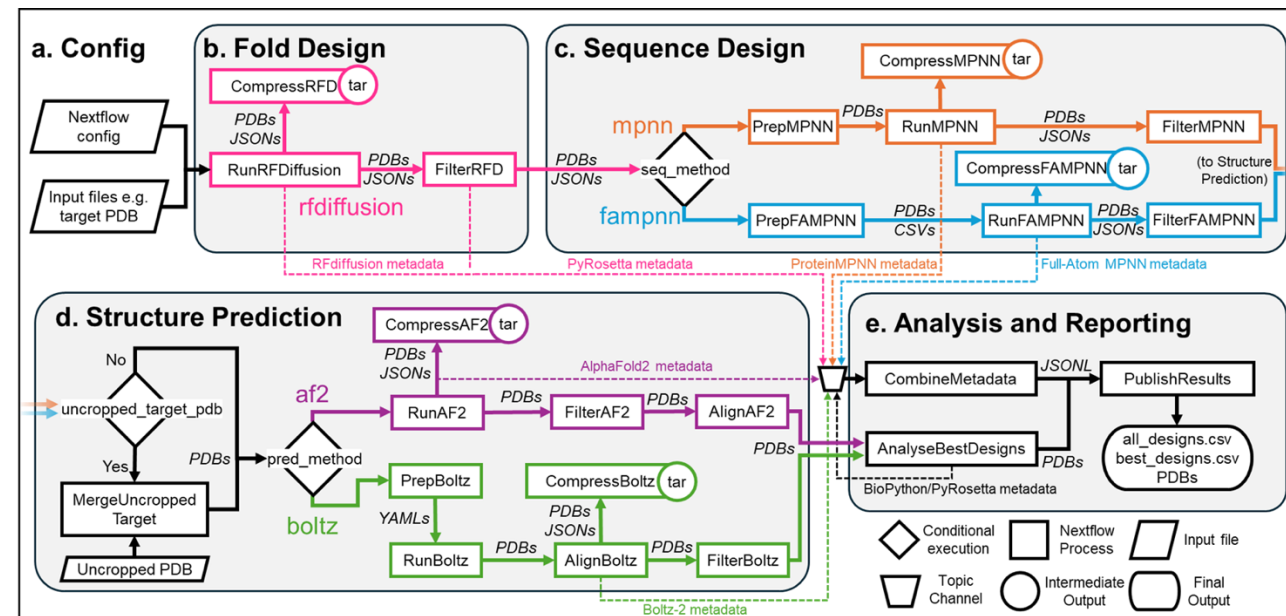 a. Config
Nextflow
config
Input files e.g.
target PDB
b. Fold Design
CompressRFD
tar
PDBs
JSONs
RunRFDiffusion
PDBs
JSONs
FilterRFD
PDBs
JSONs
rfdiffusion
c. Sequence Design
CompressMPNN
tar
mpnn
PrepMPNN
PDBs
RunMPNN
PDBs
JSONs
FilterMPNN
seq_method
CompressFAMPNN
tar
(to Structure
Prediction)
fampnn
PrepFAMPNN
PDBs
CSVs
RunFAMPNN
PDBs
JSONs
FilterFAMPNN
RFdiffusion metadata
PyRosetta metadata
ProteinMPNN metadata
Full-Atom MPNN metadata
d. Structure Prediction
No
uncropped_target_pdb
Yes
MergeUncropped
Target
Uncropped PDB
PDBs
pred_method
af2
CompressAF2
tar
PDBs
JSONs
AlphaFold2 metadata
RunAF2
PDBs
FilterAF2
PDBs
AlignAF2
PDBs
boltz
PrepBoltz
YAMLs
RunBoltz
PDBs
CompressBoltz
tar
PDBs
JSONs
AlignBoltz
PDBs
FilterBoltz
Boltz-2 metadata
e. Analysis and Reporting
CombineMetadata
JSONL
PublishResults
AnalyseBestDesigns
PDBs
all_designs.csv
best_designs.csv
PDBs
BioPython/PyRosetta metadata
Conditional
execution
Nextflow
Process
Input file
Topic
Channel
Intermediate
Output
Final
Output